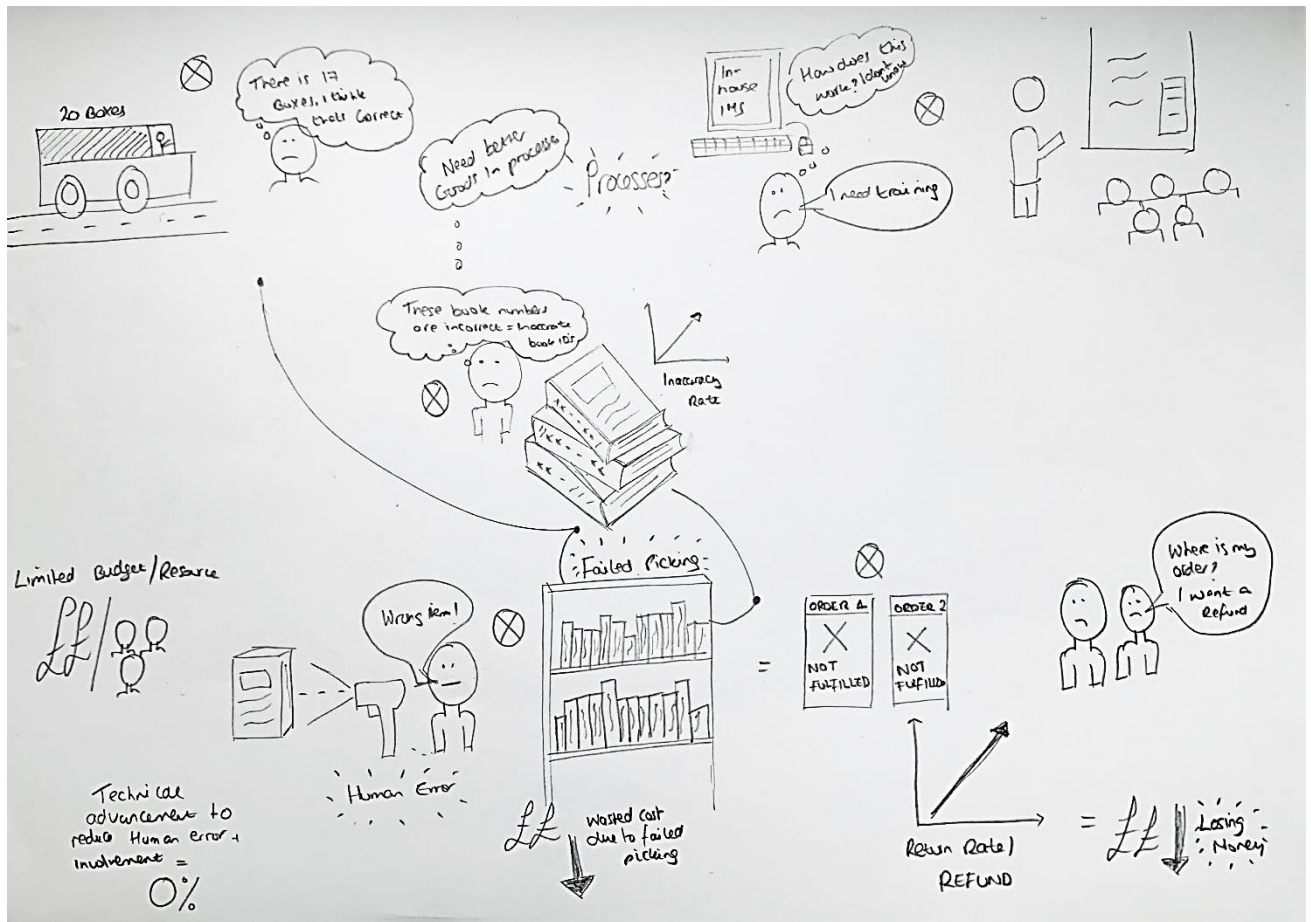 20 Boxes
There is 17
Boxes, I think
thats Correct
Need better
Goods in processes
Processes?
In-
house
IMS
How does this
work? I dont
know
I need training
These book numbers
are incorrect = Inaccrate
book ID's
Inaccuracy
Rate
Limited Budget/Resource
££/
Wrong item!
Human Error
Failed Picking
=
ORDER 1
X
NOT
FULFILLED
ORDER 2
X
NOT
FULFILLED
Where is my
order?
I want a
Refund
Technical
advancement to
reduce Human error +
involvement =
0%
££
Wasted cost
due to failed
picking
Return Rate/
REFUND
= ££
Losing
Money